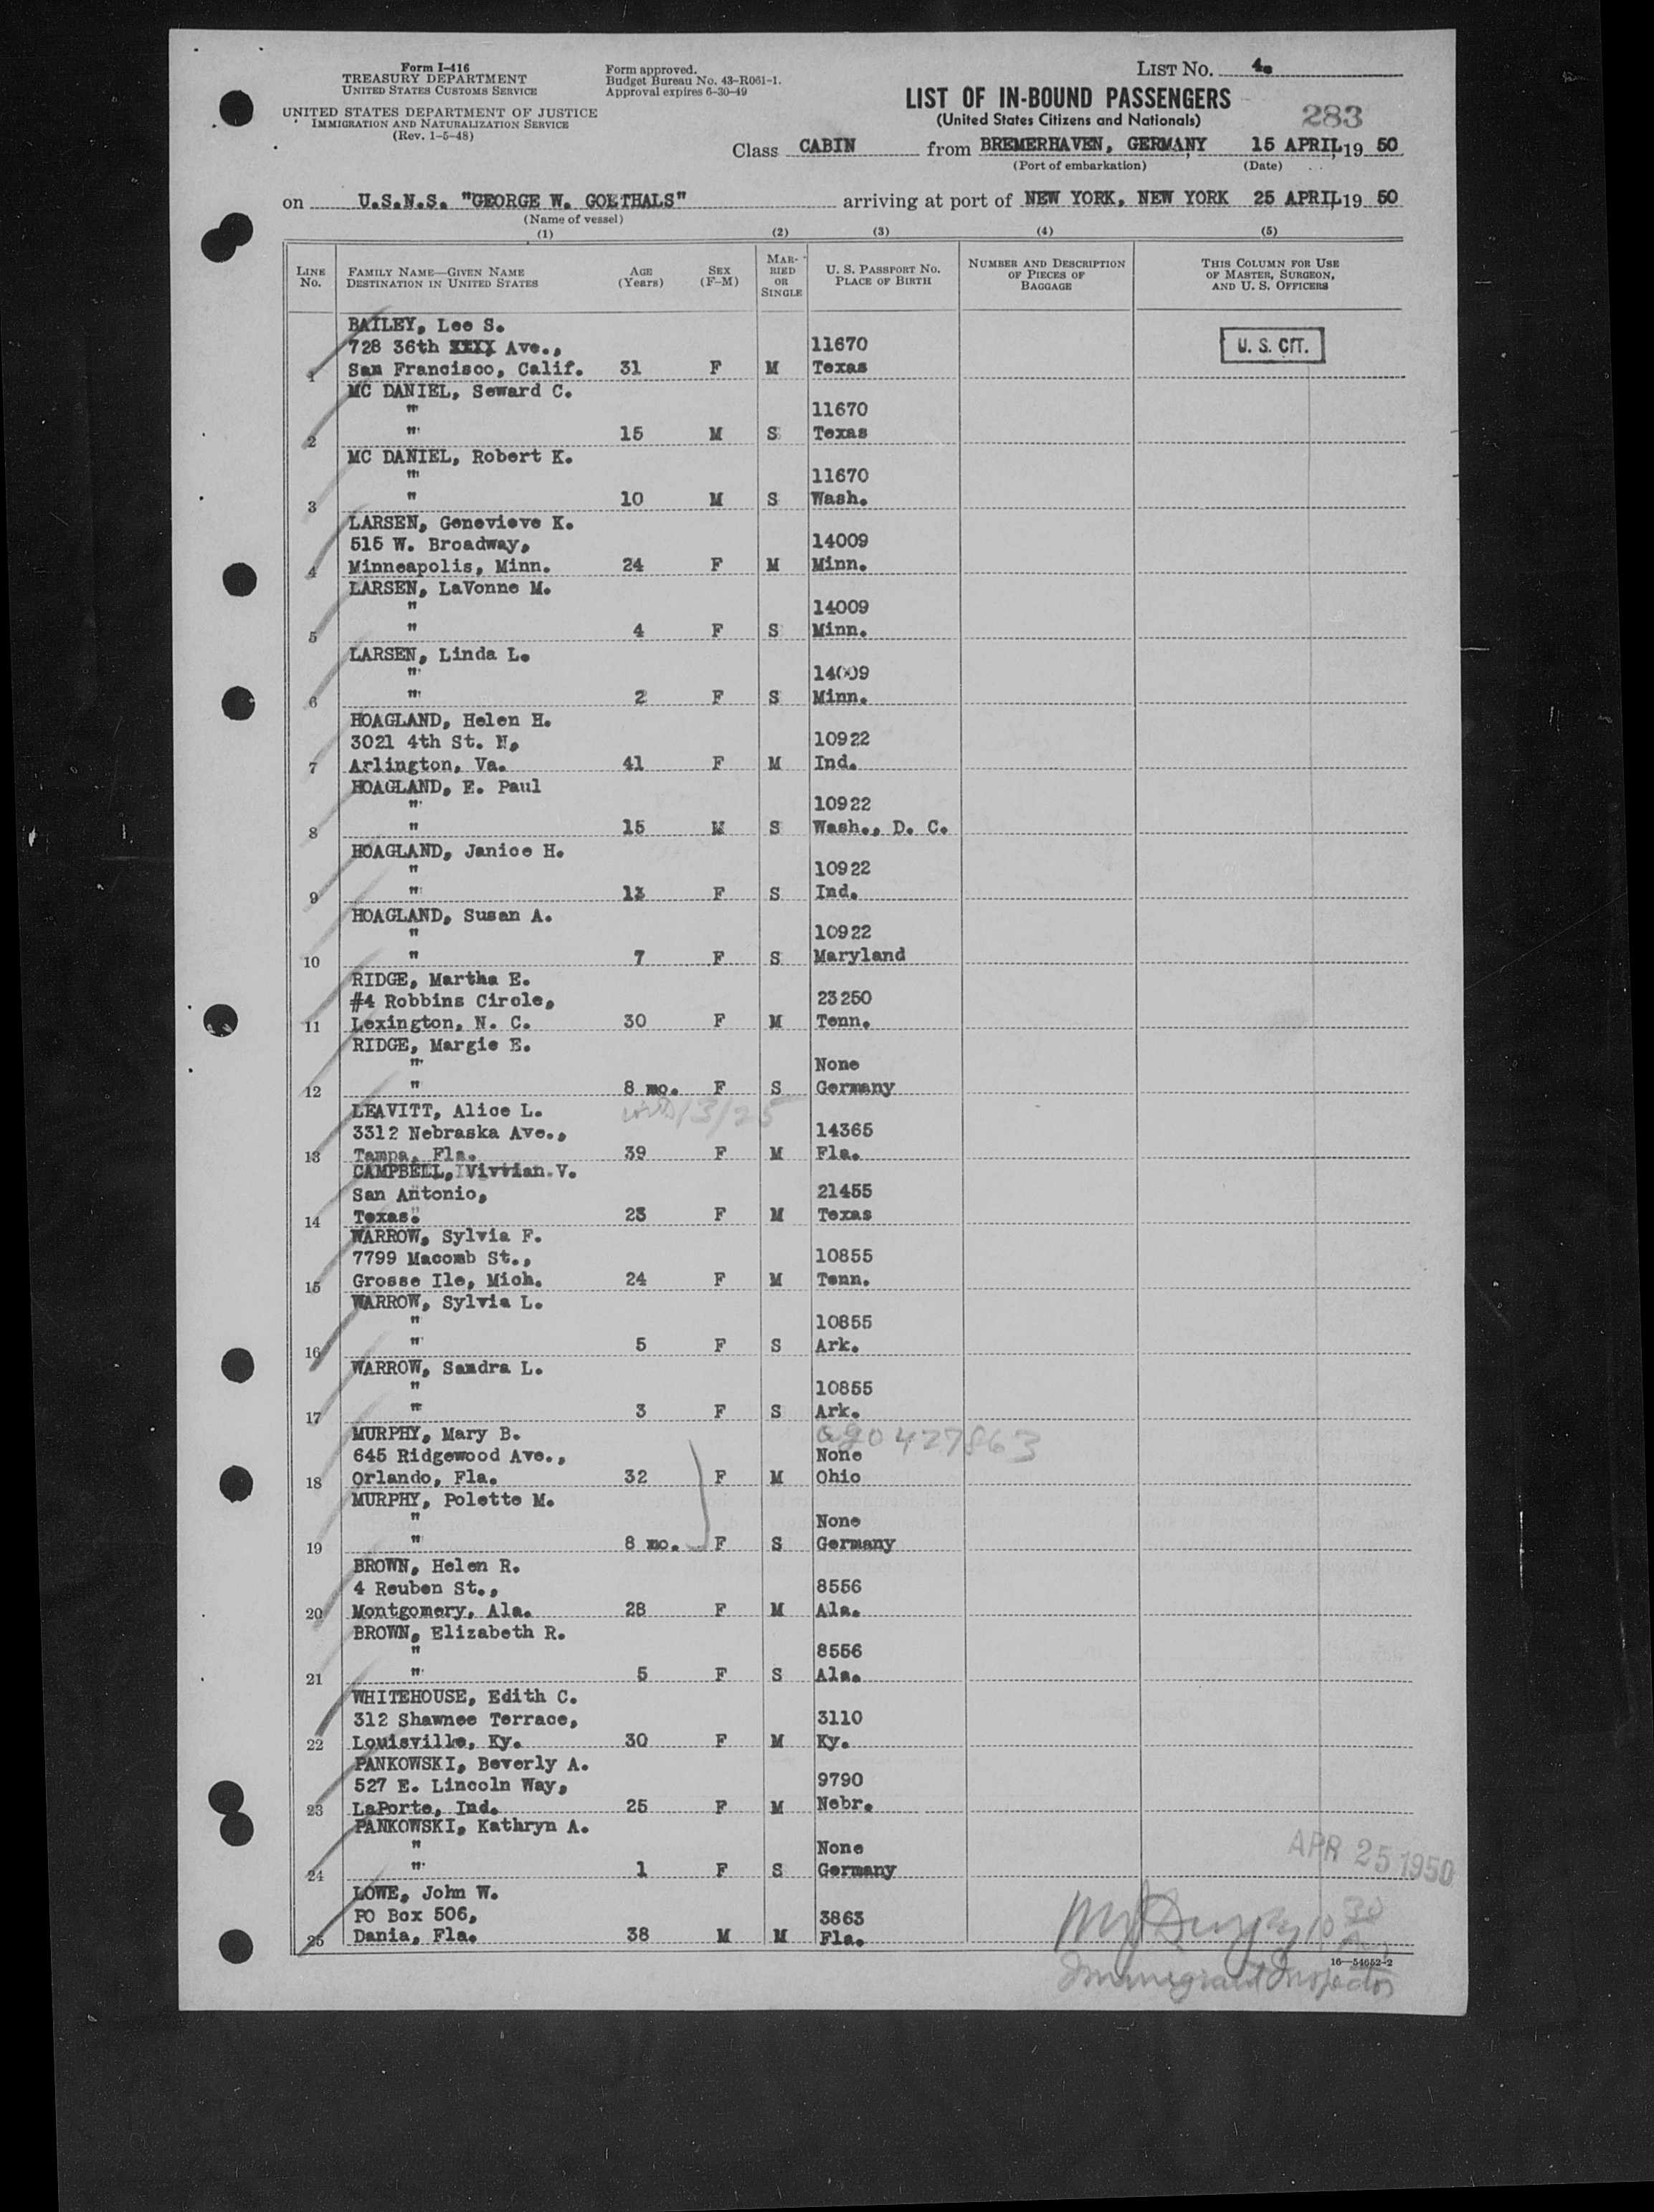 Form I-416
TREASURY DEPARTMENT
UNITED STATES CUSTOMS SERVICE
UNITED STATES DEPARTMENT OF JUSTICE
IMMIGRATION AND NATURALIZATION SERVICE
(Rev. 1-5-48)
Form approved.
Budget Bureau No. 43-R061-1.
Approval expires 6-30-49
LIST NO. 4.
LIST OF IN-BOUND PASSENGERS
(United States Citizens and Nationals)
283
Class CABIN from BREMERHAVEN, GERMANY 15 APRIL, 19 50
(Port of embarkation) (Date)
on U.S.N.S. "GEORGE W. GOETHALS" arriving at port of NEW YORK, NEW YORK 25 APRIL, 19 50
(Name of vessel)
(1) (2) (3) (4) (5)
LINE NO.
FAMILY NAME—GIVEN NAME
DESTINATION IN UNITED STATES
AGE (Years)
SEX (F-M)
MARRIED OR SINGLE
U. S. PASSPORT NO.
PLACE OF BIRTH
NUMBER AND DESCRIPTION OF PIECES OF BAGGAGE
THIS COLUMN FOR USE OF MASTER, SURGEON, AND U. S. OFFICERS
BAILEY, Lee S.
728 36th XXXX Ave., 11670 U. S. CIT.
1 San Francisco, Calif. 31 F M Texas
MC DANIEL, Seward C.
" 11670
2 " 15 M S Texas
MC DANIEL, Robert K.
" 11670
3 " 10 M S Wash.
LARSEN, Genevieve K.
515 W. Broadway, 14009
4 Minneapolis, Minn. 24 F M Minn.
LARSEN, LaVonne M.
" 14009
5 " 4 F S Minn.
LARSEN, Linda L.
" 14009
6 " 2 F S Minn.
HOAGLAND, Helen H.
3021 4th St. N, 10922
7 Arlington, Va. 41 F M Ind.
HOAGLAND, E. Paul
" 10922
8 " 15 M S Wash., D. C.
HOAGLAND, Janice H.
" 10922
9 " 13 F S Ind.
HOAGLAND, Susan A.
" 10922
10 " 7 F S Maryland
RIDGE, Martha E.
#4 Robbins Circle, 23250
11 Lexington, N. C. 30 F M Tenn.
RIDGE, Margie E.
" None
12 " 8 mo. F S Germany
LEAVITT, Alice L. 13/25
3312 Nebraska Ave., 14365
13 Tampa, Fla. 39 F M Fla.
CAMPBELL, Vivvian V.
San Antonio, 21455
14 Texas. 23 F M Texas
WARROW, Sylvia F.
7799 Macomb St., 10855
15 Grosse Ile, Mich. 24 F M Tenn.
WARROW, Sylvia L.
" 10855
16 " 5 F S Ark.
WARROW, Sandra L.
" 10855
17 " 3 F S Ark.
MURPHY, Mary B. ago 427863
645 Ridgewood Ave., None
18 Orlando, Fla. 32 F M Ohio
MURPHY, Polette M.
" None
19 " 8 mo. F S Germany
BROWN, Helen R.
4 Reuben St., 8556
20 Montgomery, Ala. 28 F M Ala.
BROWN, Elizabeth R.
" 8556
21 " 5 F S Ala.
WHITEHOUSE, Edith C.
312 Shawnee Terrace, 3110
22 Louisville, Ky. 30 F M Ky.
PANKOWSKI, Beverly A.
527 E. Lincoln Way, 9790
23 LaPorte, Ind. 25 F M Nebr.
PANKOWSKI, Kathryn A.
" None
24 " 1 F S Germany
APR 25 1950
LOWE, John W.
PO Box 506, 3863
25 Dania, Fla. 38 M M Fla.
16—54652-2
Immigrant Inspector